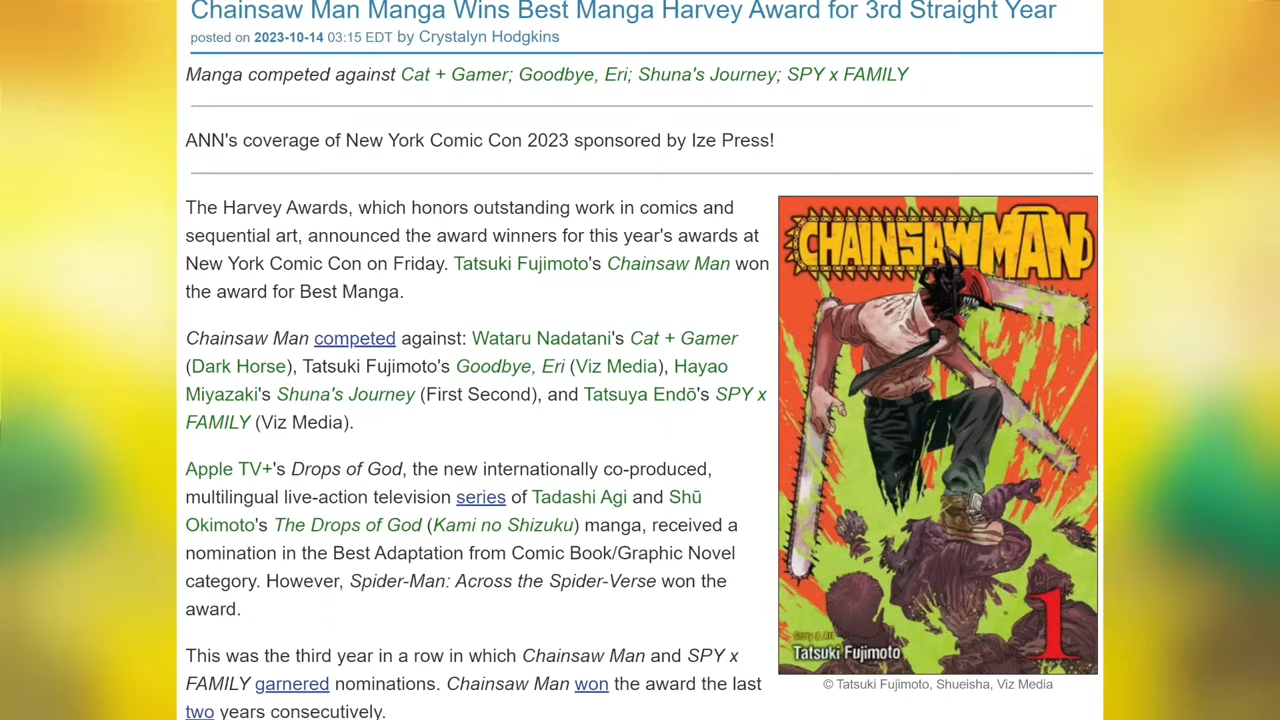 Chainsaw Man Manga Wins Best Manga Harvey Award for 3rd Straight Year
posted on 2023-10-14 03:15 EDT by Crystalyn Hodgkins
Manga competed against Cat + Gamer; Goodbye, Eri; Shuna's Journey; SPY x FAMILY
ANN's coverage of New York Comic Con 2023 sponsored by Ize Press!
The Harvey Awards, which honors outstanding work in comics and
sequential art, announced the award winners for this year's awards at
New York Comic Con on Friday. Tatsuki Fujimoto's Chainsaw Man won
the award for Best Manga.
Chainsaw Man competed against: Wataru Nadatani's Cat + Gamer
(Dark Horse), Tatsuki Fujimoto's Goodbye, Eri (Viz Media), Hayao
Miyazaki's Shuna's Journey (First Second), and Tatsuya Endō's SPY x
FAMILY (Viz Media).
Apple TV+'s Drops of God, the new internationally co-produced,
multilingual live-action television series of Tadashi Agi and Shū
Okimoto's The Drops of God (Kami no Shizuku) manga, received a
nomination in the Best Adaptation from Comic Book/Graphic Novel
category. However, Spider-Man: Across the Spider-Verse won the
award.
This was the third year in a row in which Chainsaw Man and SPY x
FAMILY garnered nominations. Chainsaw Man won the award the last
two years consecutively.
CHAINSAWMAN
1
Story & Art
Tatsuki Fujimoto
© Tatsuki Fujimoto, Shueisha, Viz Media